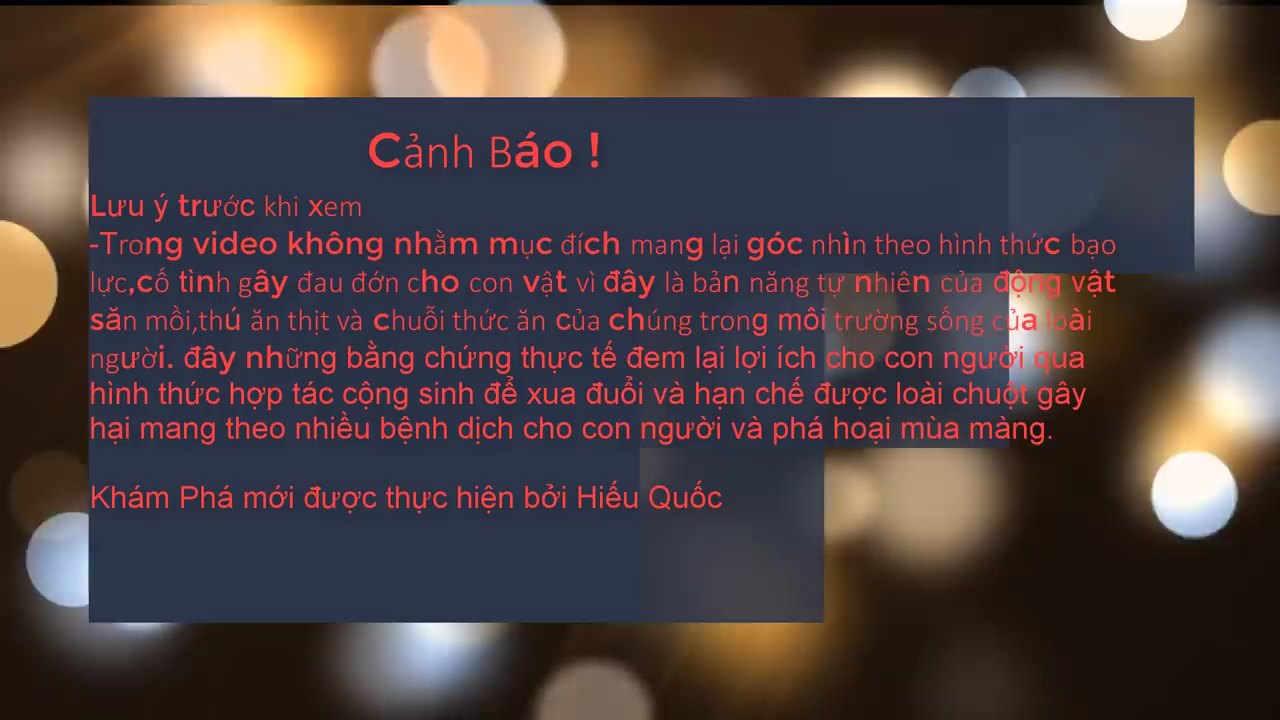 Cảnh Báo !
Lưu ý trước khi xem
-Trong video không nhằm mục đích mang lại góc nhìn theo hình thức bạo
lực,cố tình gây đau đớn cho con vật vì đây là bản năng tự nhiên của động vật
săn mồi,thú ăn thịt và chuỗi thức ăn của chúng trong môi trường sống của loài
người. đây những bằng chứng thực tế đem lại lợi ích cho con người qua
hình thức hợp tác cộng sinh để xua đuổi và hạn chế được loài chuột gây
hại mang theo nhiều bệnh dịch cho con người và phá hoại mùa màng.
Khám Phá mới được thực hiện bởi Hiếu Quốc